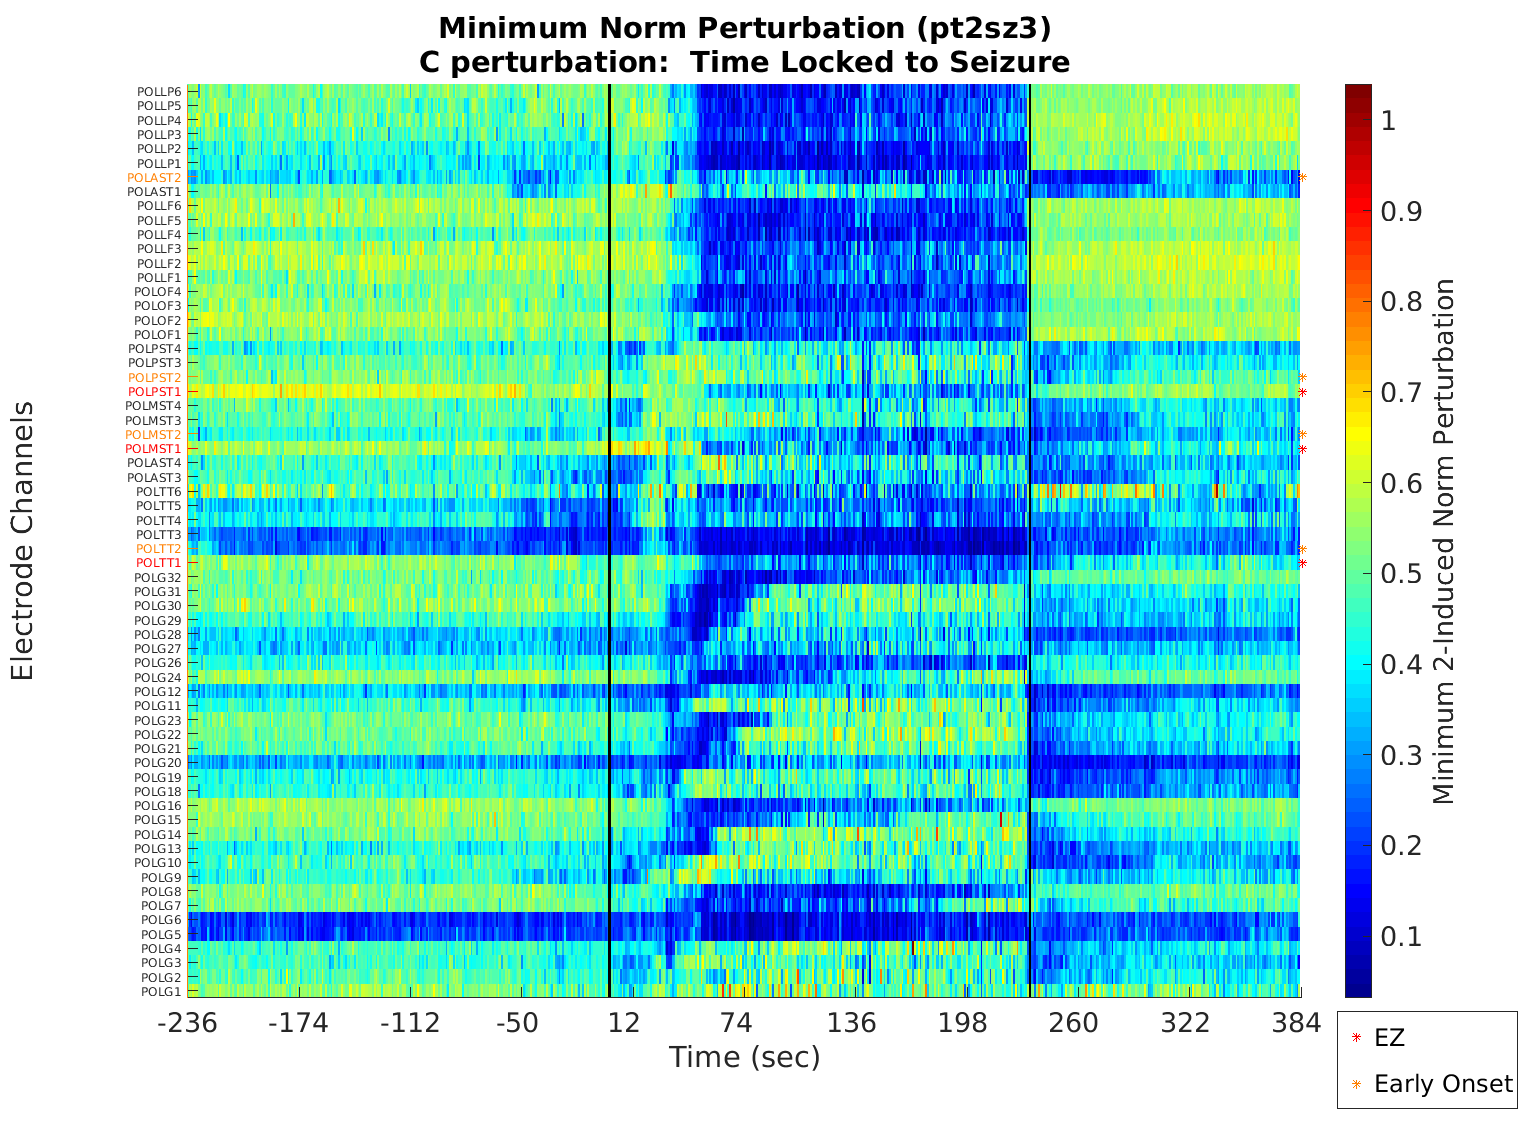 Minimum Norm Perturbation (pt2sz3)
C perturbation:  Time Locked to Seizure
Electrode Channels
POLLP6
POLLP5
POLLP4
POLLP3
POLLP2
POLLP1
POLAST2
POLAST1
POLLF6
POLLF5
POLLF4
POLLF3
POLLF2
POLLF1
POLOF4
POLOF3
POLOF2
POLOF1
POLPST4
POLPST3
POLPST2
POLPST1
POLMST4
POLMST3
POLMST2
POLMST1
POLAST4
POLAST3
POLTT6
POLTT5
POLTT4
POLTT3
POLTT2
POLTT1
POLG32
POLG31
POLG30
POLG29
POLG28
POLG27
POLG26
POLG24
POLG12
POLG11
POLG23
POLG22
POLG21
POLG20
POLG19
POLG18
POLG16
POLG15
POLG14
POLG13
POLG10
POLG9
POLG8
POLG7
POLG6
POLG5
POLG4
POLG3
POLG2
POLG1
-236 -174 -112 -50 12 74 136 198 260 322 384
Time (sec)
1
0.9
0.8
0.7
0.6
0.5
0.4
0.3
0.2
0.1
Minimum 2-Induced Norm Perturbation
EZ
Early Onset